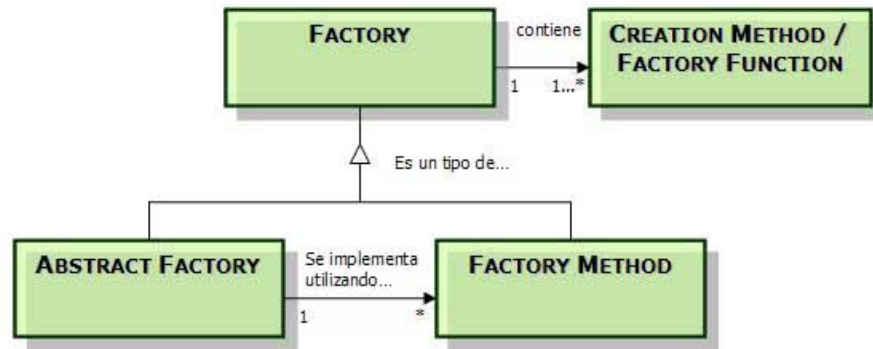 FACTORY
contiene
CREATION METHOD /
FACTORY FUNCTION
1
1...*
Es un tipo de...
ABSTRACT FACTORY
Se implementa
utilizando...
1
*
FACTORY METHOD